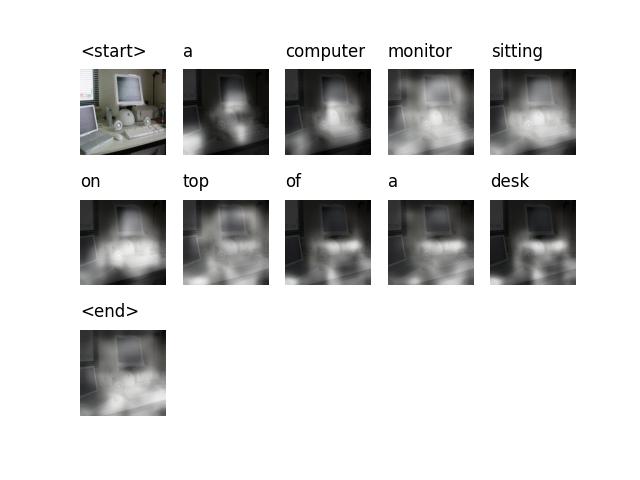 <start> a computer monitor sitting
on top of a desk
<end>